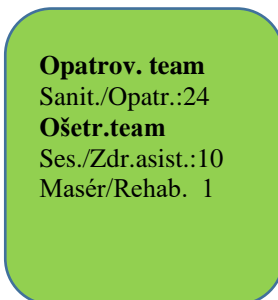 Opatrov. team
Sanit./Opatr.:24
Ošetr.team
Ses./Zdr.asist.:10
Masér/Rehab. 1